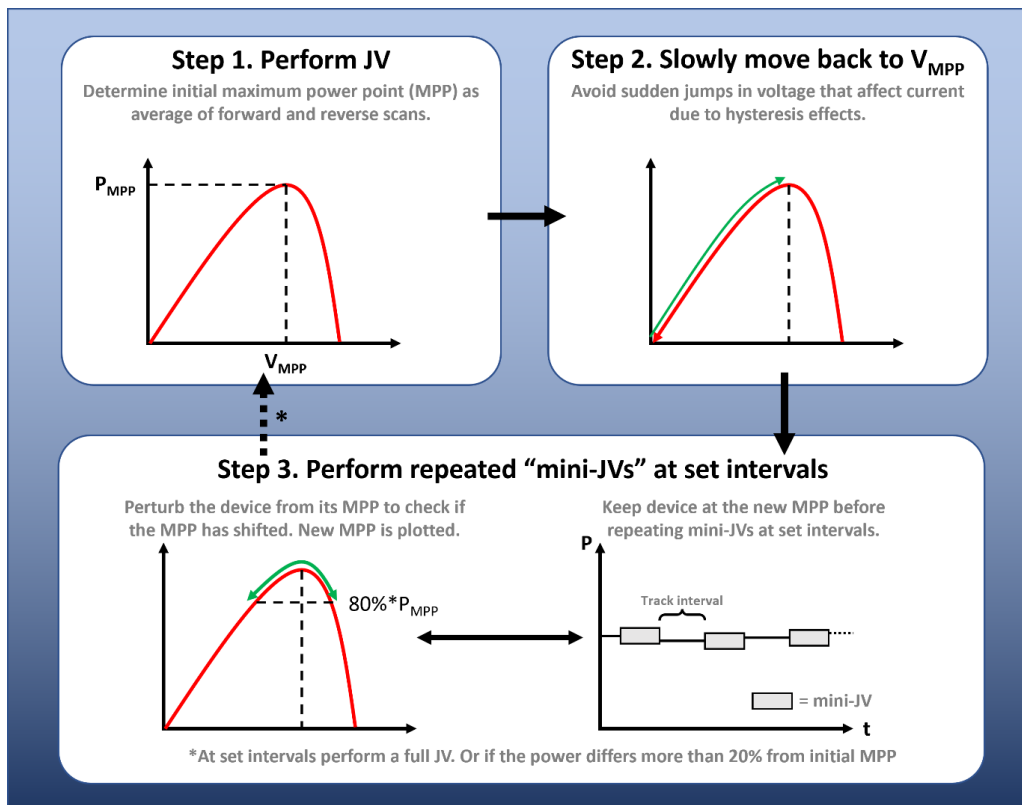 Step 1. Perform JV
Determine initial maximum power point (MPP) as
average of forward and reverse scans.
P_MPP
V_MPP
Step 2. Slowly move back to V_MPP
Avoid sudden jumps in voltage that affect current
due to hysteresis effects.
*
Step 3. Perform repeated “mini-JVs” at set intervals
Perturb the device from its MPP to check if
the MPP has shifted. New MPP is plotted.
80%*P_MPP
Keep device at the new MPP before
repeating mini-JVs at set intervals.
P
Track interval
= mini-JV
t
*At set intervals perform a full JV. Or if the power differs more than 20% from initial MPP